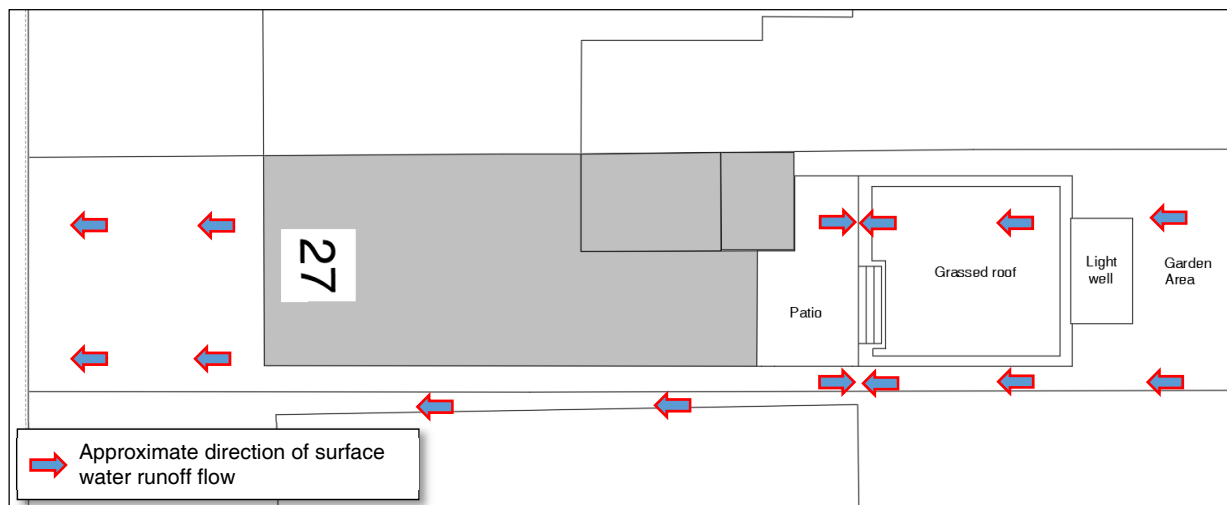 27
Patio
Grassed roof
Light
well
Garden
Area
Approximate direction of surface
water runoff flow